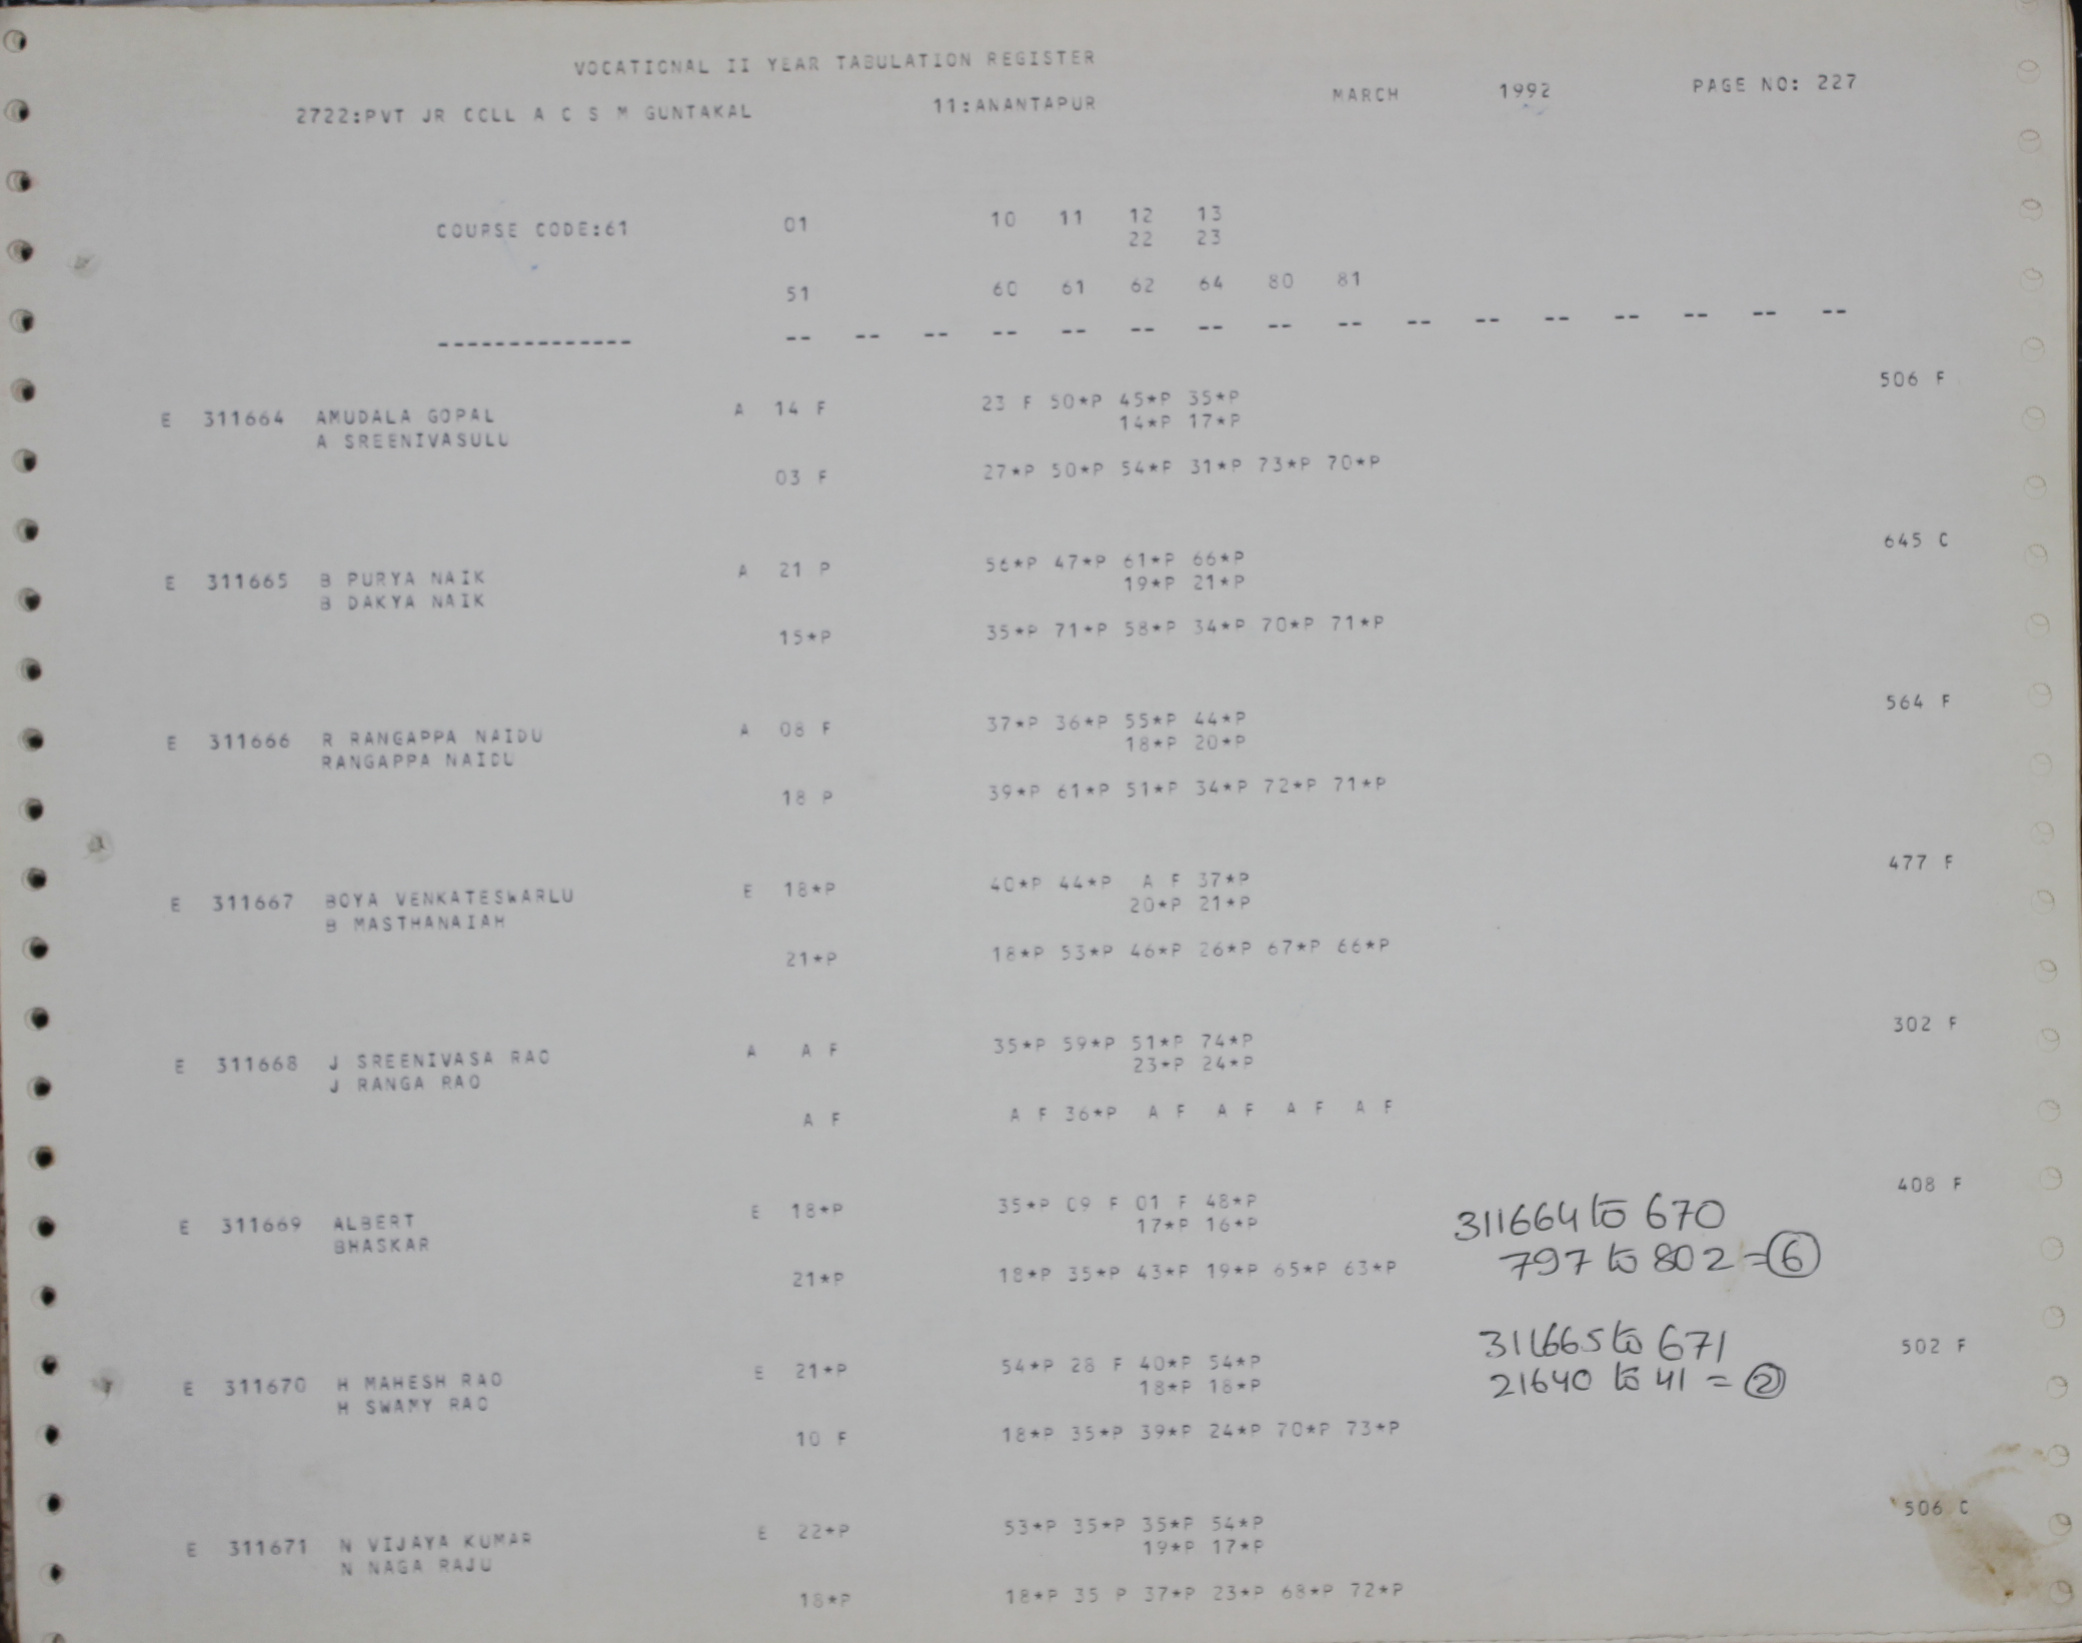 VOCATIONAL II YEAR TABULATION REGISTER
2722:PVT JR CCLL A C S M GUNTAKAL 11:ANANTAPUR MARCH 1992 PAGE NO: 227
COURSE CODE:61 01 10 11 12 13
22 23
51 60 61 62 64 80 81
-------------- -- -- -- -- -- -- -- -- -- -- -- -- -- -- -- --
506 F
E 311664 AMUDALA GOPAL A 14 F 23 F 50*P 45*P 35*P
A SREENIVASULU 14*P 17*P
03 F 27*P 50*P 54*P 31*P 73*P 70*P
645 C
E 311665 B PURYA NAIK A 21 P 56*P 47*P 61*P 66*P
B DAKYA NAIK 19*P 21*P
15*P 35*P 71*P 58*P 34*P 70*P 71*P
564 F
E 311666 R RANGAPPA NAIDU A 08 F 37*P 36*P 55*P 44*P
RANGAPPA NAIDU 18*P 20*P
18 P 39*P 61*P 51*P 34*P 72*P 71*P
477 F
E 311667 BOYA VENKATESWARLU E 18*P 40*P 44*P A F 37*P
B MASTHANAIAH 20*P 21*P
21*P 18*P 53*P 46*P 26*P 67*P 66*P
302 F
E 311668 J SREENIVASA RAO A A F 35*P 59*P 51*P 74*P
J RANGA RAO 23*P 24*P
A F A F 36*P A F A F A F A F
408 F
E 311669 ALBERT E 18*P 35*P 09 F 01 F 48*P
BHASKAR 17*P 16*P
21*P 18*P 35*P 43*P 19*P 65*P 63*P
311664 to 670
797 to 802 = 6
502 F
E 311670 H MAHESH RAO E 21*P 54*P 28 F 40*P 54*P
H SWAMY RAO 18*P 18*P
10 F 18*P 35*P 39*P 24*P 70*P 73*P
311665 to 671
21640 to 41 = 2
506 C
E 311671 N VIJAYA KUMAR E 22*P 53*P 35*P 35*P 54*P
N NAGA RAJU 19*P 17*P
18*P 18*P 35 P 37*P 23*P 68*P 72*P